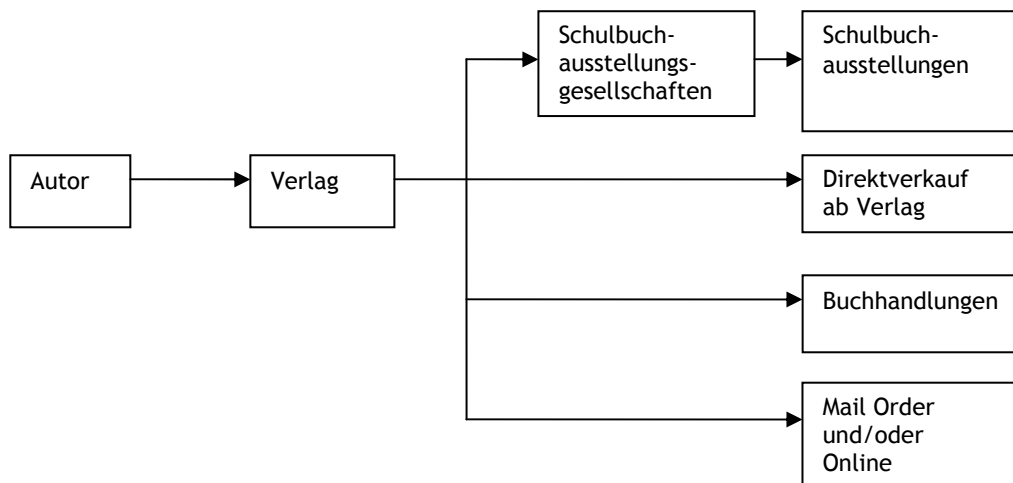 Schulbuch-
ausstellungs-
gesellschaften
Schulbuch-
ausstellungen
Autor
Verlag
Direktverkauf
ab Verlag
Buchhandlungen
Mail Order
und/oder
Online